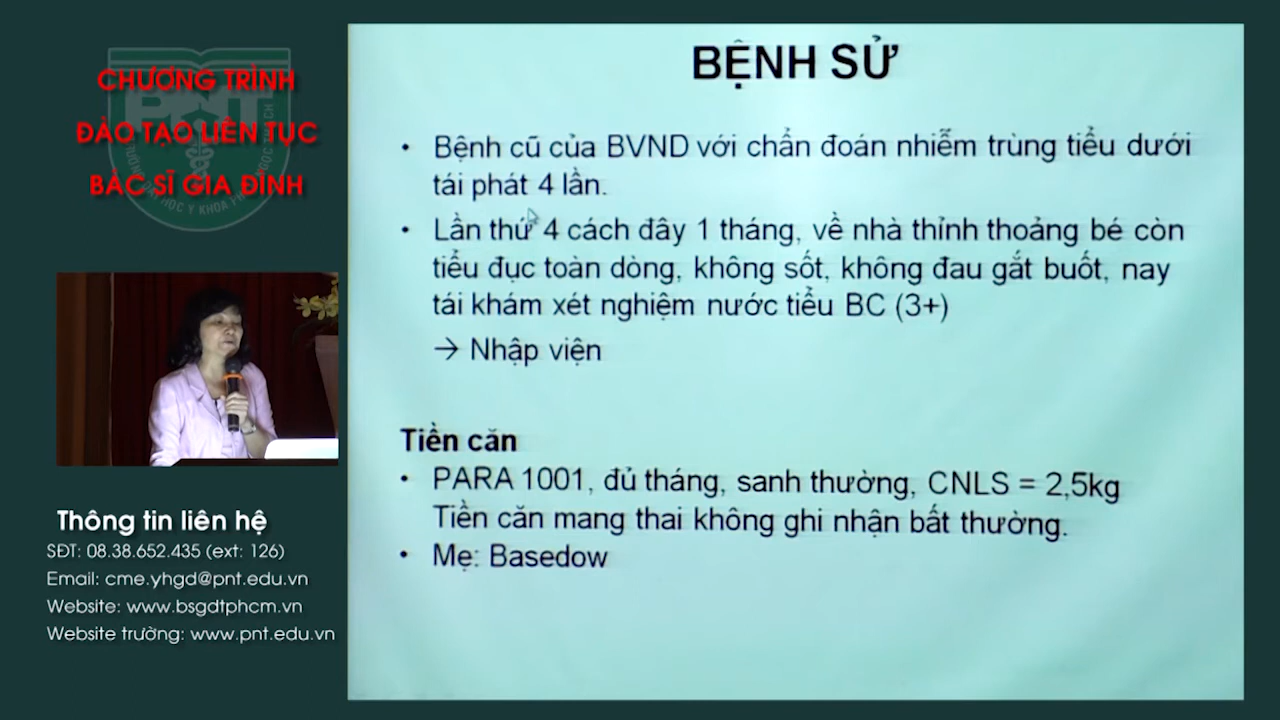 CHƯƠNG TRÌNH
ĐÀO TẠO LIÊN TỤC
BÁC SĨ GIA ĐÌNH
PNT
BỆNH SỬ
• Bệnh cũ của BVND với chẩn đoán nhiễm trùng tiểu dưới
tái phát 4 lần.
• Lần thứ 4 cách đây 1 tháng, về nhà thỉnh thoảng bé còn
tiểu đục toàn dòng, không sốt, không đau gắt buốt, nay
tái khám xét nghiệm nước tiểu BC (3+)
→ Nhập viện
Tiền căn
• PARA 1001, đủ tháng, sanh thường, CNLS = 2,5kg
Tiền căn mang thai không ghi nhận bất thường.
• Mẹ: Basedow
Thông tin liên hệ
SĐT: 08.38.652.435 (ext: 126)
Email: cme.yhgd@pnt.edu.vn
Website: www.bsgdtphcm.vn
Website trường: www.pnt.edu.vn